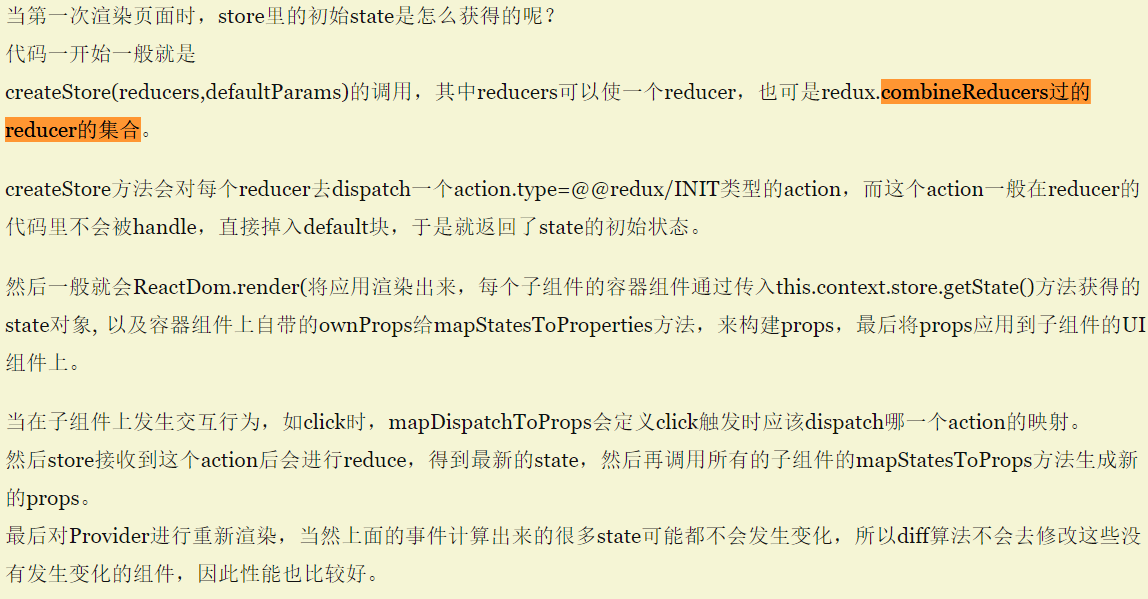 当第一次渲染页面时，store里的初始state是怎么获得的呢？
代码一开始一般就是
createStore(reducers,defaultParams)的调用，其中reducers可以使一个reducer，也可是redux.combineReducers过的
reducer的集合。
createStore方法会对每个reducer去dispatch一个action.type=@@redux/INIT类型的action，而这个action一般在reducer的
代码里不会被handle，直接掉入default块，于是就返回了state的初始状态。
然后一般就会ReactDom.render(将应用渲染出来，每个子组件的容器组件通过传入this.context.store.getState()方法获得的
state对象, 以及容器组件上自带的ownProps给mapStatesToProperties方法，来构建props，最后将props应用到子组件的UI
组件上。
当在子组件上发生交互行为，如click时，mapDispatchToProps会定义click触发时应该dispatch哪一个action的映射。
然后store接收到这个action后会进行reduce，得到最新的state，然后再调用所有的子组件的mapStatesToProps方法生成新
的props。
最后对Provider进行重新渲染，当然上面的事件计算出来的很多state可能都不会发生变化，所以diff算法不会去修改这些没
有发生变化的组件，因此性能也比较好。